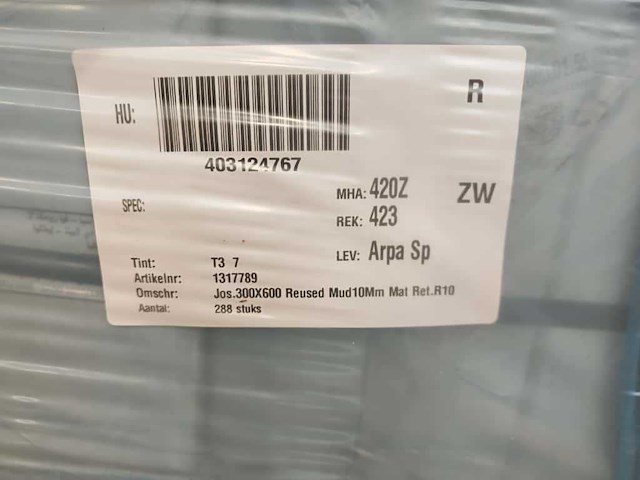 R
HU:
403124767
SPEC:
MHA: 420Z
ZW
REK: 423
LEV: Arpa Sp
Tint: T3 7
Artikelnr: 1317789
Omschr: Jos.300X600 Reused Mud10Mm Mat Ret.R10
Aantal: 288 stuks